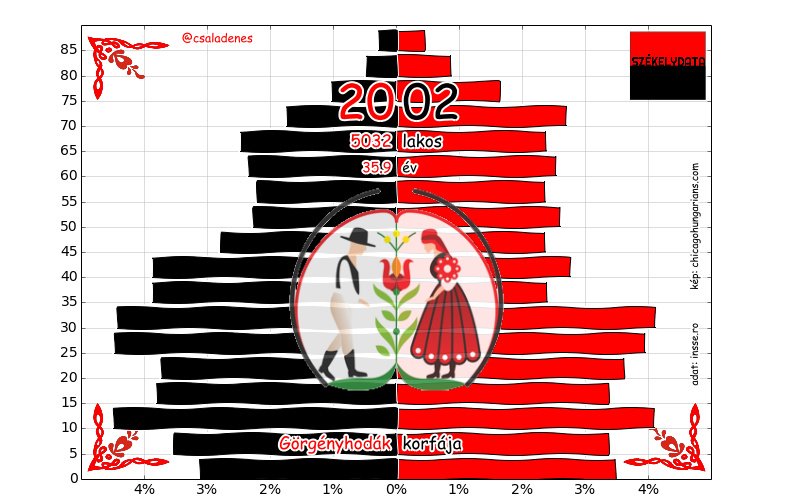 @csaladenes
SZÉKELYDATA
2002
5032 lakos
35.9 év
kép: chicagohungarians.com
adat: insse.ro
Görgényhodák korfája
85
80
75
70
65
60
55
50
45
40
35
30
25
20
15
10
5
0
4% 3% 2% 1% 0% 1% 2% 3% 4%